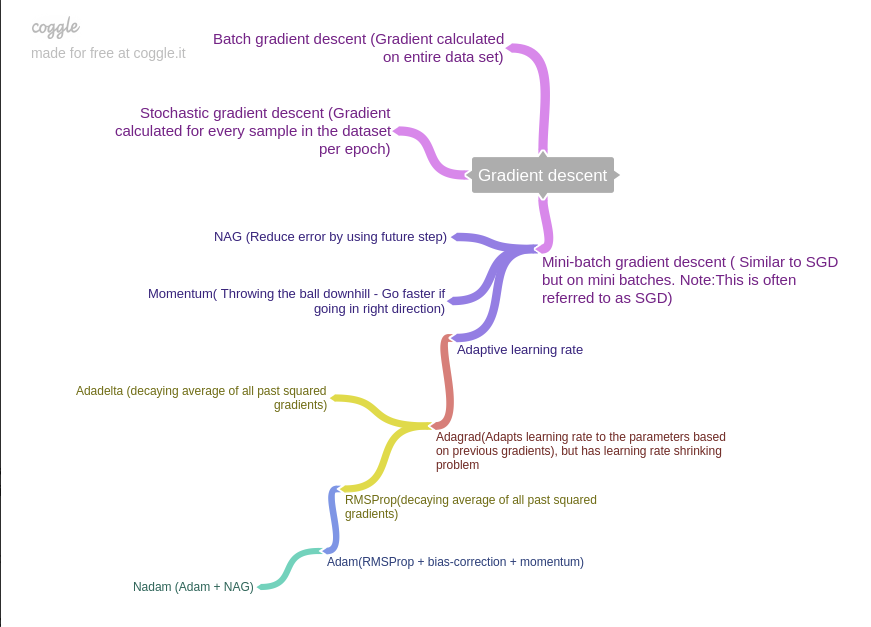 coggle
made for free at coggle.it
Batch gradient descent (Gradient calculated
on entire data set)
Stochastic gradient descent (Gradient
calculated for every sample in the dataset
per epoch)
Gradient descent
NAG (Reduce error by using future step)
Mini-batch gradient descent ( Similar to SGD
but on mini batches. Note:This is often
referred to as SGD)
Momentum( Throwing the ball downhill - Go faster if
going in right direction)
Adaptive learning rate
Adadelta (decaying average of all past squared
gradients)
Adagrad(Adapts learning rate to the parameters based
on previous gradients), but has learning rate shrinking
problem
RMSProp(decaying average of all past squared
gradients)
Adam(RMSProp + bias-correction + momentum)
Nadam (Adam + NAG)